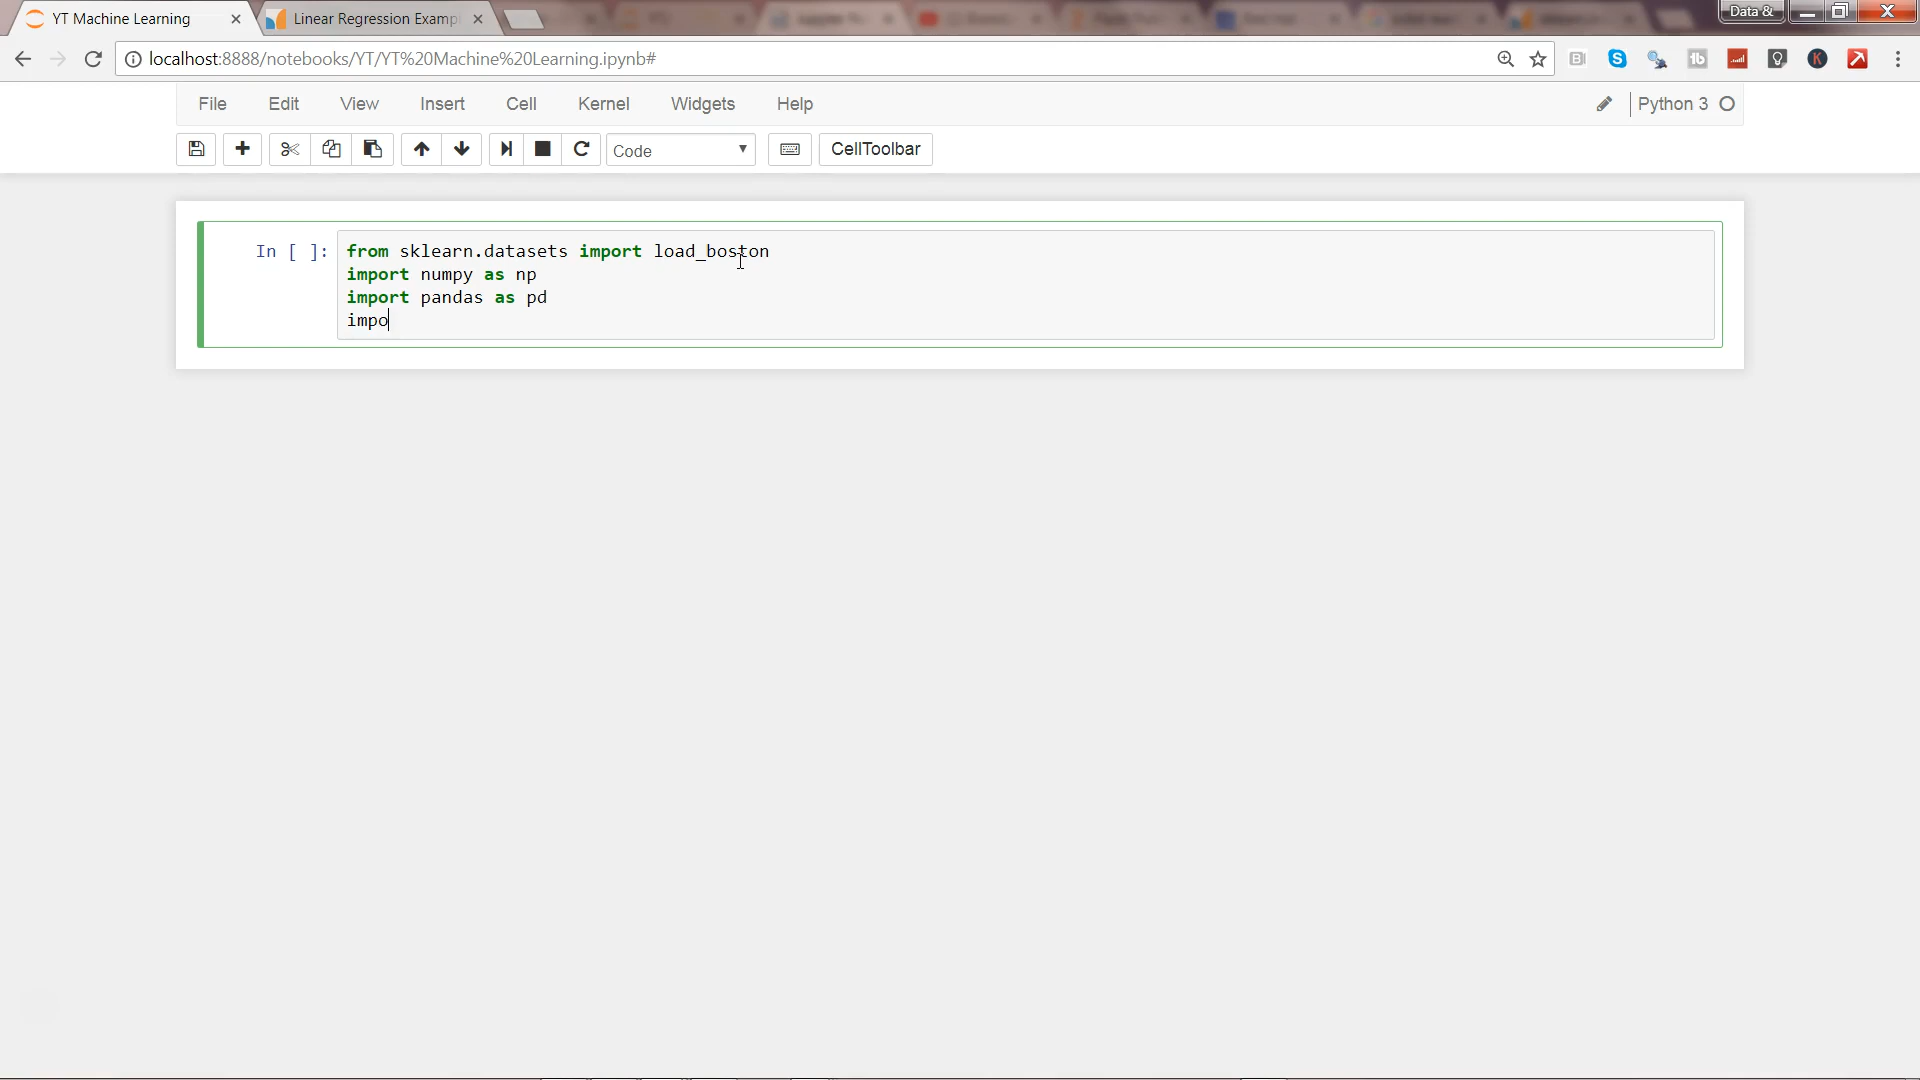 YT Machine Learning
Linear Regression Examp
Data &
localhost:8888/notebooks/YT/YT%20Machine%20Learning.ipynb#
File Edit View Insert Cell Kernel Widgets Help
Python 3
Code
CellToolbar
In [ ]:
from sklearn.datasets import load_boston
import numpy as np
import pandas as pd
impo